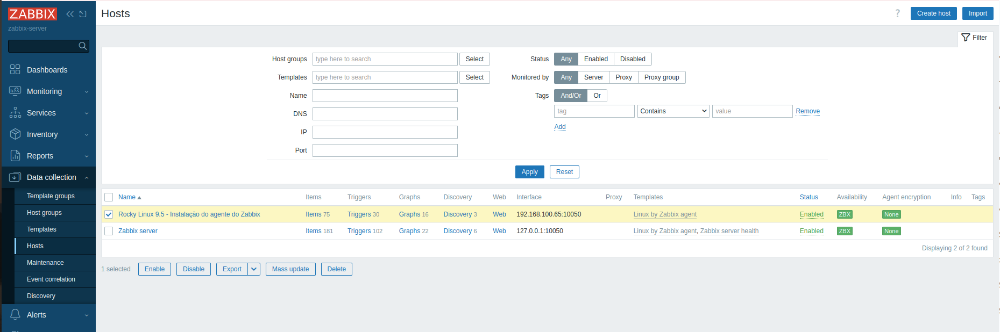 ZABBIX
zabbix-server
Dashboards
Monitoring
Services
Inventory
Reports
Data collection
Template groups
Host groups
Templates
Hosts
Maintenance
Event correlation
Discovery
Alerts
Hosts
? Create host Import
Filter
Host groups type here to search Select
Templates type here to search Select
Name
DNS
IP
Port
Status Any Enabled Disabled
Monitored by Any Server Proxy Proxy group
Tags And/Or Or
tag Contains value Remove
Add
Apply Reset
Name Items Triggers Graphs Discovery Web Interface Proxy Templates Status Availability Agent encryption Info Tags
Rocky Linux 9.5 - Instalação do agente do Zabbix Items 75 Triggers 30 Graphs 16 Discovery 3 Web 192.168.100.65:10050 Linux by Zabbix agent Enabled ZBX None
Zabbix server Items 181 Triggers 102 Graphs 22 Discovery 6 Web 127.0.0.1:10050 Linux by Zabbix agent, Zabbix server health Enabled ZBX None
Displaying 2 of 2 found
1 selected Enable Disable Export Mass update Delete